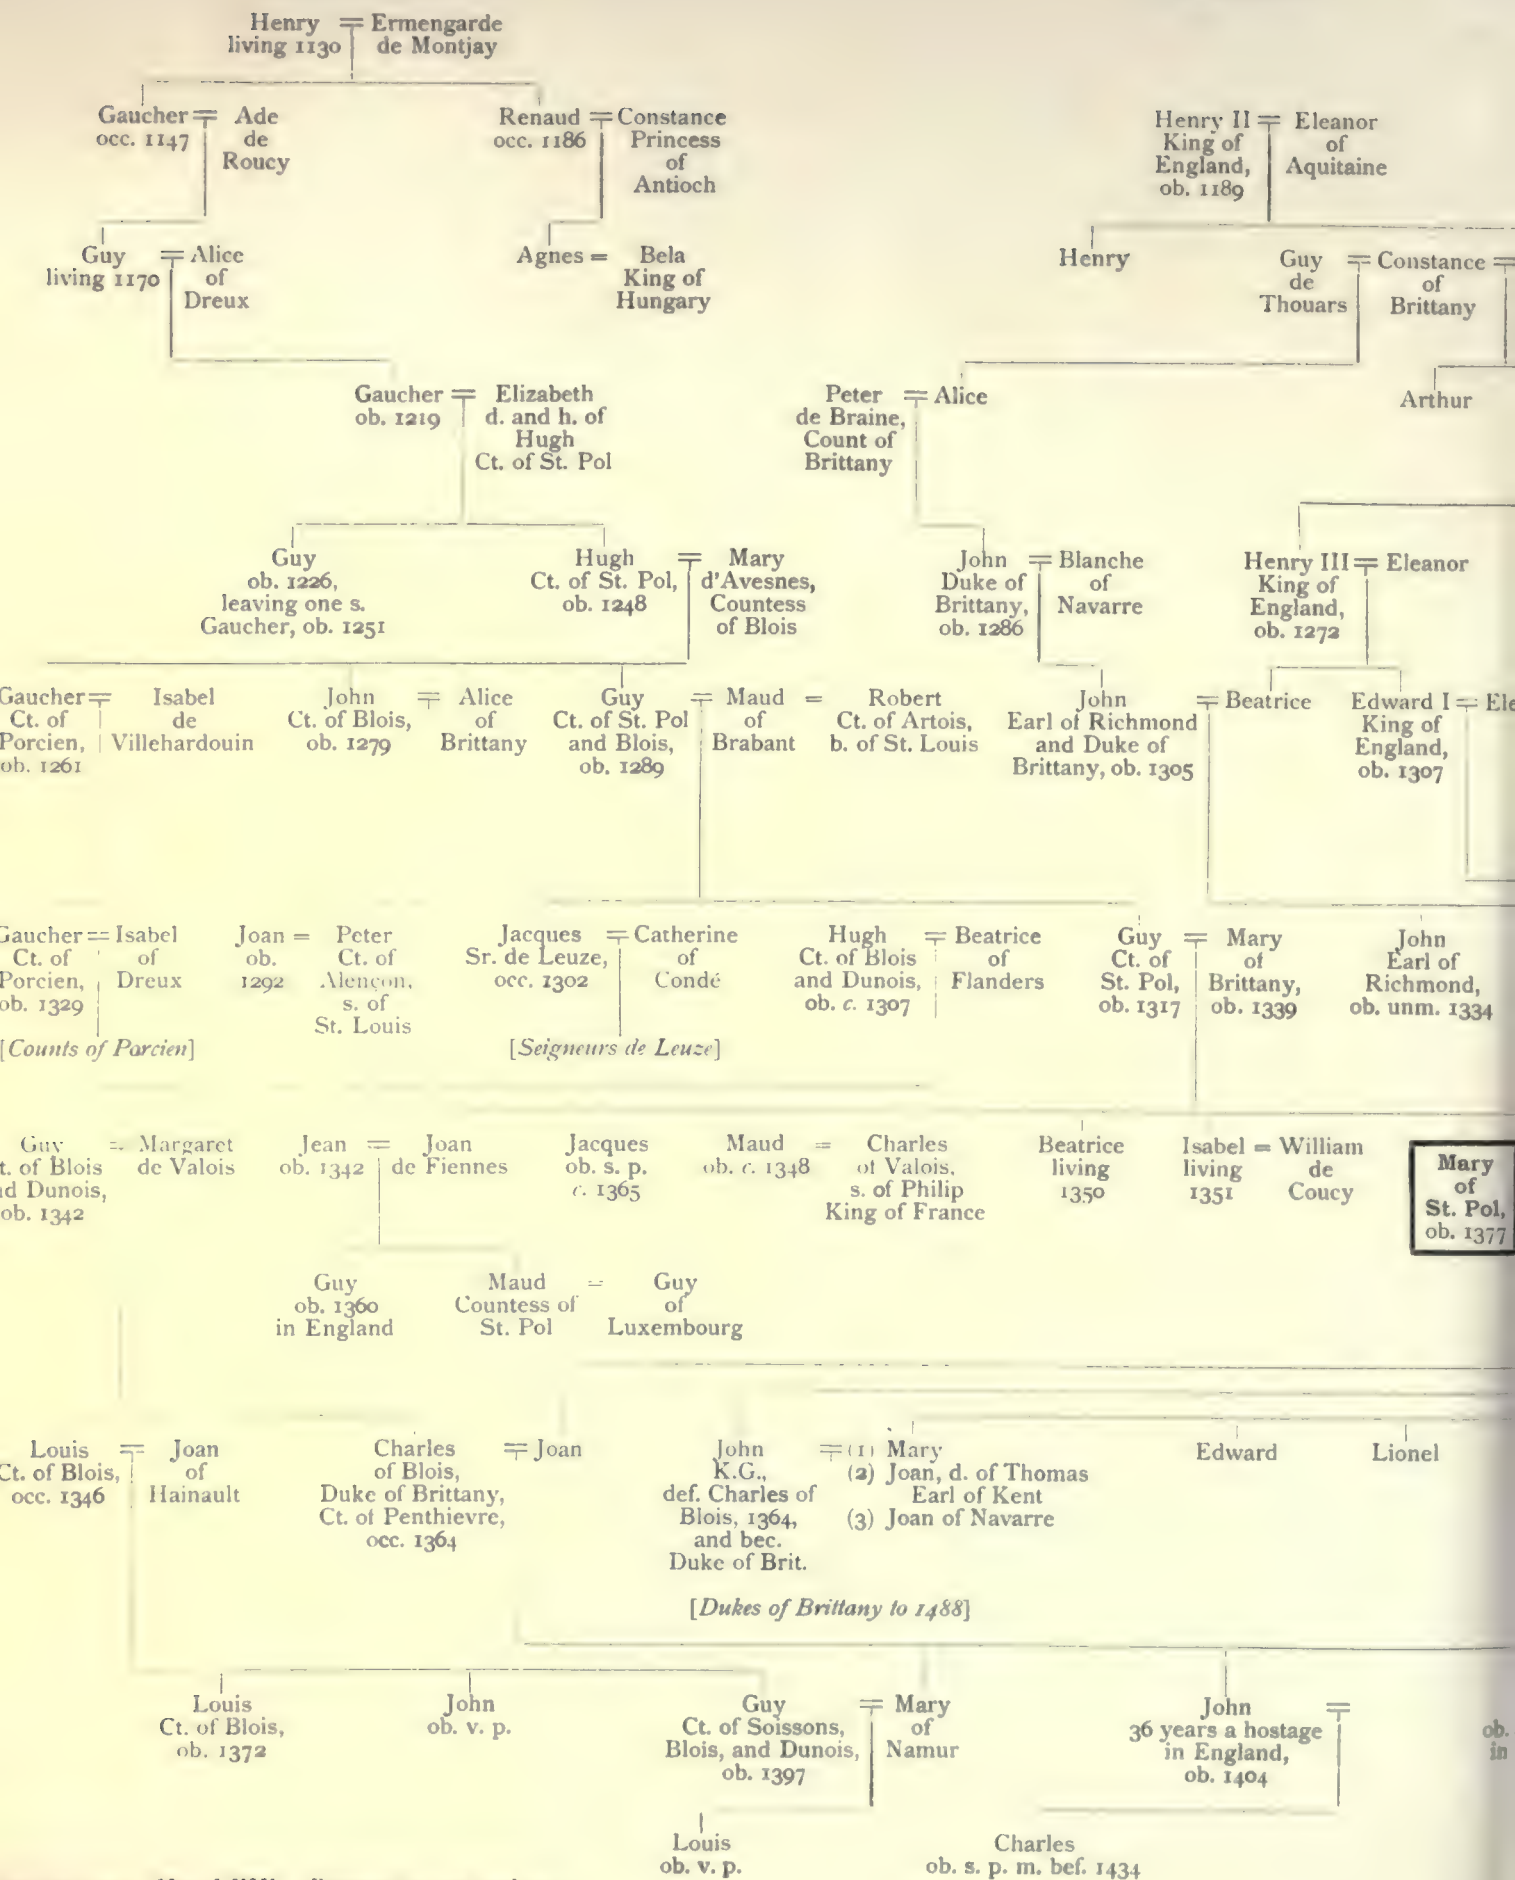 Henry = Ermengarde
living 1130 de Montjay
Gaucher = Ade
occ. 1147 de
Roucy
Renaud = Constance
occ. 1186 Princess
of
Antioch
Henry II = Eleanor
King of of
England, Aquitaine
ob. 1189
Guy = Alice
living 1170 of
Dreux
Agnes = Bela
King of
Hungary
Henry
Guy = Constance =
de of
Thouars Brittany
Gaucher = Elizabeth
ob. 1219 d. and h. of
Hugh
Ct. of St. Pol
Peter = Alice
de Braine,
Count of
Brittany
Arthur
Guy
ob. 1226,
leaving one s.
Gaucher, ob. 1251
Hugh = Mary
Ct. of St. Pol, d'Avesnes,
ob. 1248 Countess
of Blois
John = Blanche
Duke of of
Brittany, Navarre
ob. 1286
Henry III = Eleanor
King of
England,
ob. 1272
Gaucher = Isabel
Ct. of de
Porcien, Villehardouin
ob. 1261
John = Alice
Ct. of Blois, of
ob. 1279 Brittany
Guy = Maud = Robert
Ct. of St. Pol of Ct. of Artois,
and Blois, Brabant b. of St. Louis
ob. 1289
John = Beatrice
Earl of Richmond
and Duke of
Brittany, ob. 1305
Edward I = Ele
King of
England,
ob. 1307
Gaucher = Isabel
Ct. of of
Porcien, Dreux
ob. 1329
[Counts of Porcien]
Joan = Peter
ob. Ct. of
1292 Alençon,
s. of
St. Louis
Jacques = Catherine
Sr. de Leuze, of
occ. 1302 Condé
[Seigneurs de Leuze]
Hugh = Beatrice
Ct. of Blois of
and Dunois, Flanders
ob. c. 1307
Guy = Mary
Ct. of of
St. Pol, Brittany,
ob. 1317 ob. 1339
John
Earl of
Richmond,
ob. unm. 1334
Guy = Margaret
t. of Blois de Valois
d Dunois,
ob. 1342
Jean = Joan
ob. 1342 de Fiennes
Jacques
ob. s. p.
c. 1365
Maud = Charles
ob. c. 1348 of Valois,
s. of Philip
King of France
Beatrice
living
1350
Isabel = William
living de
1351 Coucy
Mary
of
St. Pol,
ob. 1377
Guy
ob. 1360
in England
Maud = Guy
Countess of of
St. Pol Luxembourg
Louis = Joan
Ct. of Blois, of
occ. 1346 Hainault
Charles = Joan
of Blois,
Duke of Brittany,
Ct. of Penthievre,
occ. 1364
John = (1) Mary
K.G., (2) Joan, d. of Thomas
def. Charles of Earl of Kent
Blois, 1364, (3) Joan of Navarre
and bec.
Duke of Brit.
[Dukes of Brittany to 1488]
Edward
Lionel
Louis
Ct. of Blois,
ob. 1372
John
ob. v. p.
Guy = Mary
Ct. of Soissons, of
Blois, and Dunois, Namur
ob. 1397
John =
36 years a hostage
in England,
ob. 1404
ob.
in
Louis
ob. v. p.
Charles
ob. s. p. m. bef. 1434